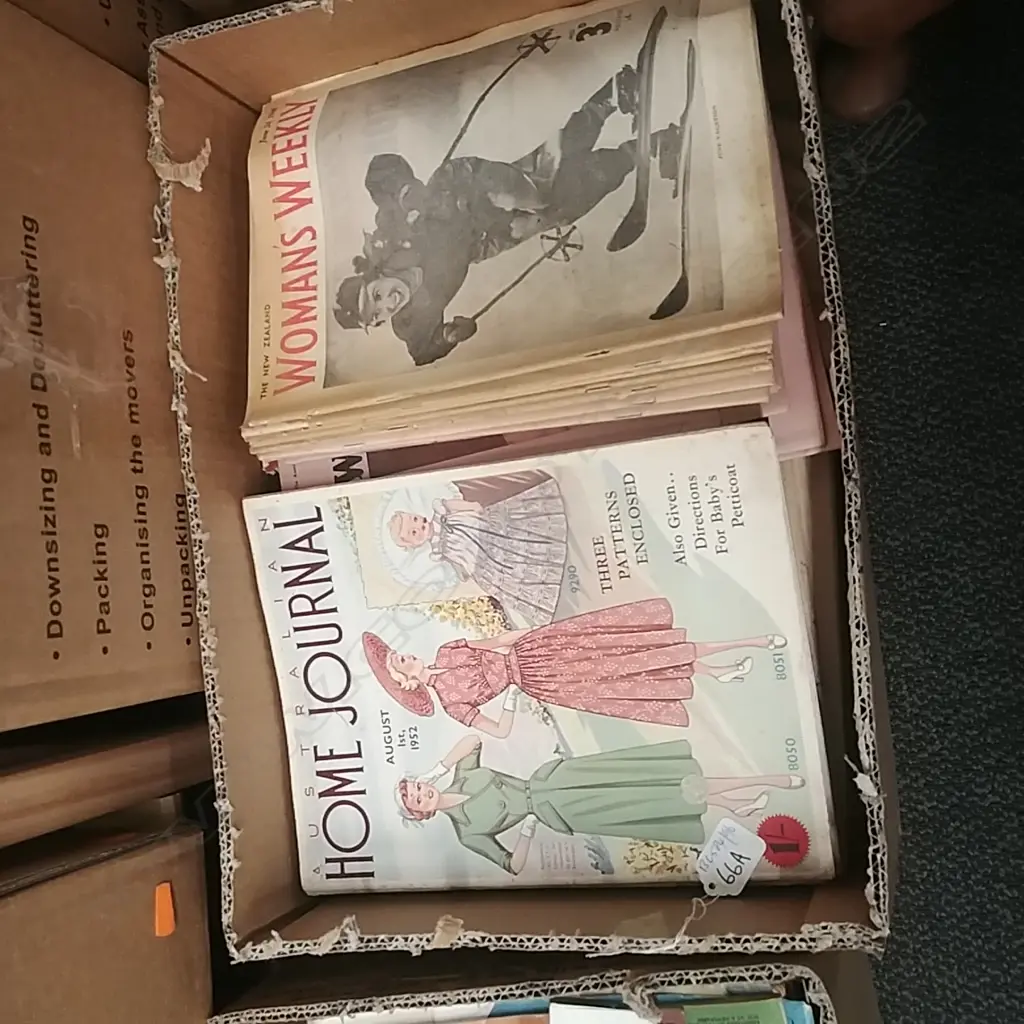 • Downsizing and Decluttering
• Packing
• Organising the movers
• Unpacking
THE NEW ZEALAND
WOMAN'S WEEKLY
3D
W
AUSTRALIAN
HOME JOURNAL
AUGUST
1st,
1952
9290
THREE
PATTERNS
ENCLOSED
Also Given..
Directions
For Baby's
Petticoat
8051
8050
1/-
66A